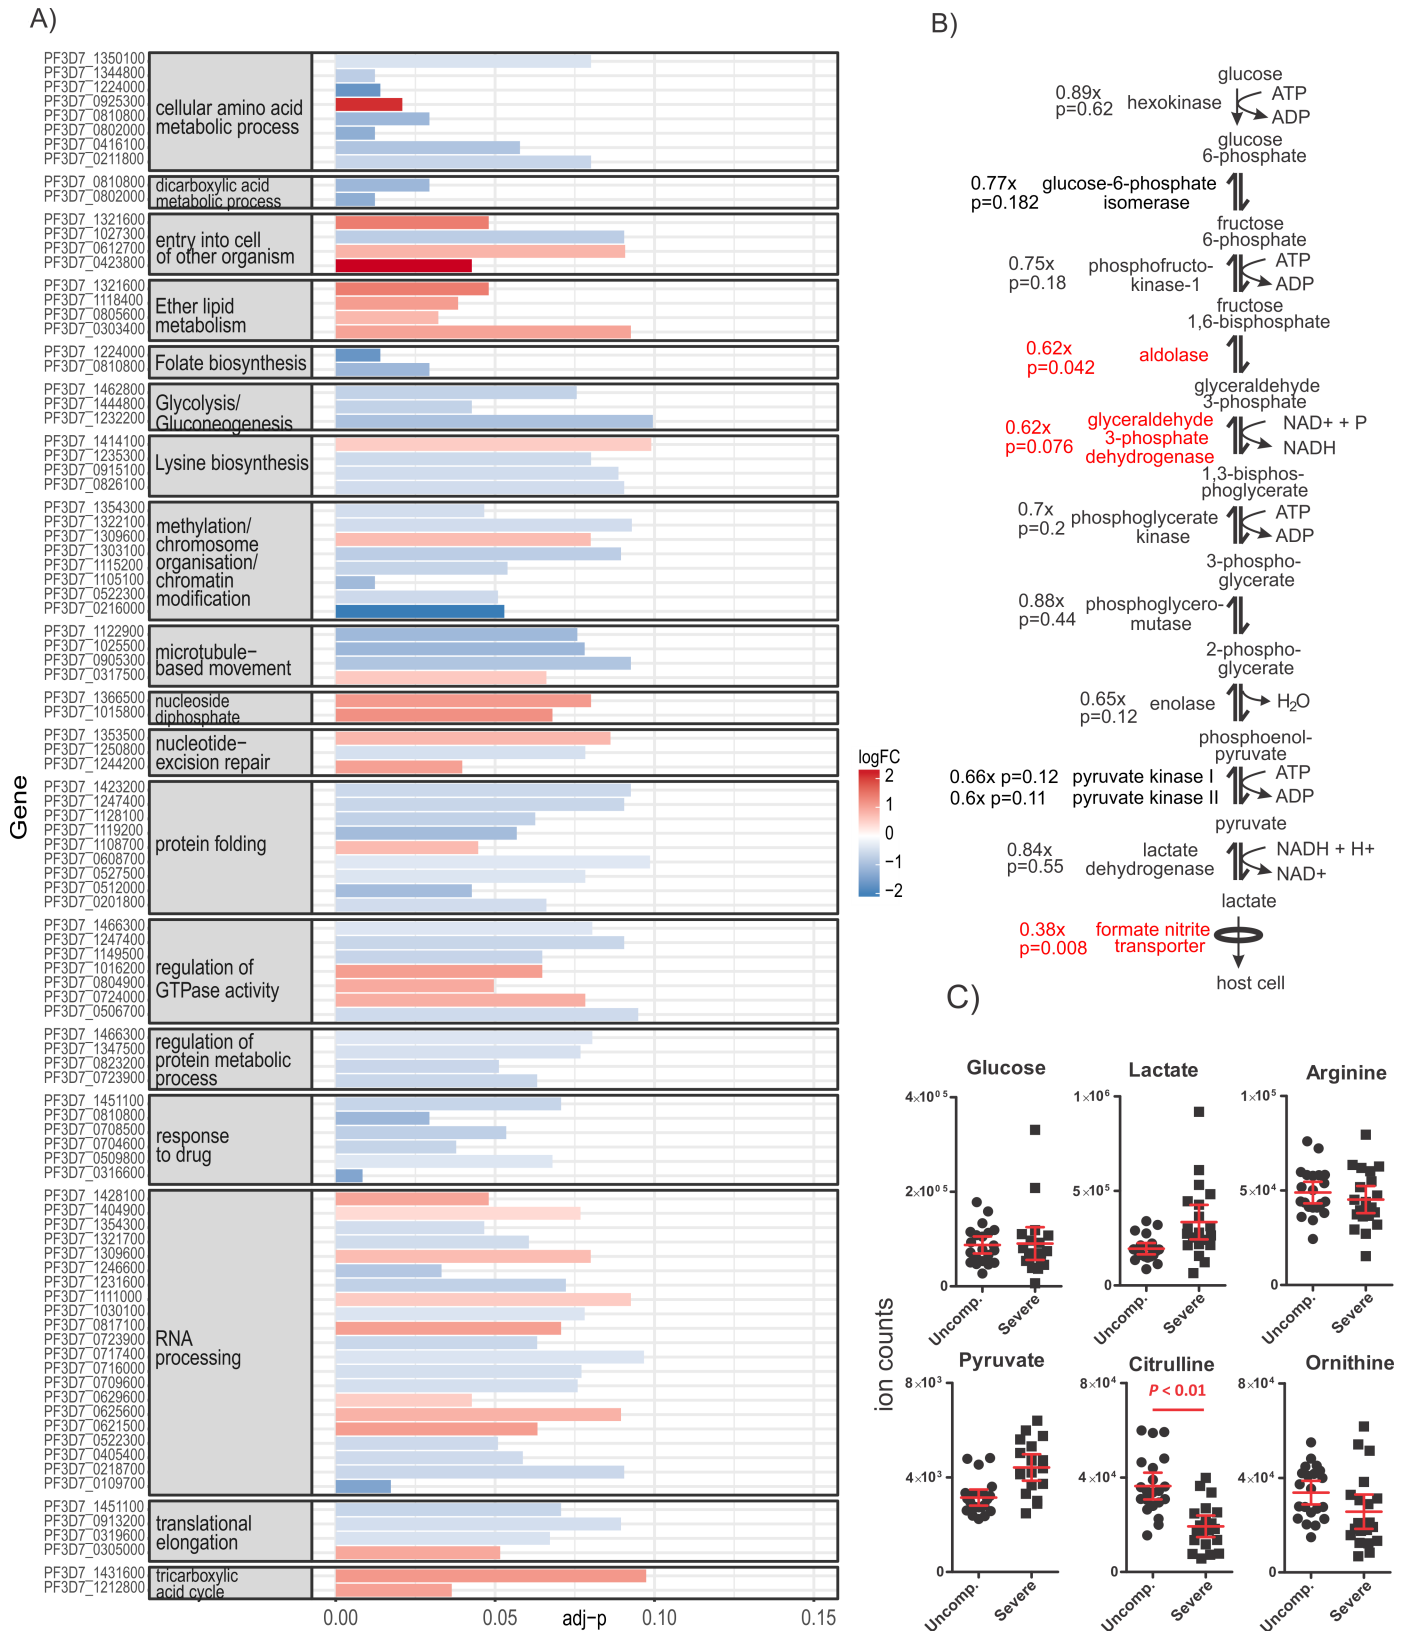 A)
PF3D7_1350100
PF3D7_1344800
PF3D7_1224000
PF3D7_0925300
PF3D7_0810800
PF3D7_0802000
PF3D7_0416100
PF3D7_0211800
cellular amino acid
metabolic process
PF3D7_0810800
PF3D7_0802000
dicarboxylic acid
metabolic process
PF3D7_1321600
PF3D7_1027300
PF3D7_0612700
PF3D7_0423800
entry into cell
of other organism
PF3D7_1321600
PF3D7_1118400
PF3D7_0805600
PF3D7_0303400
Ether lipid
metabolism
PF3D7_1224000
PF3D7_0810800
Folate biosynthesis
PF3D7_1462800
PF3D7_1444800
PF3D7_1232200
Glycolysis/
Gluconeogenesis
PF3D7_1414100
PF3D7_1235300
PF3D7_0915100
PF3D7_0826100
Lysine biosynthesis
PF3D7_1354300
PF3D7_1322100
PF3D7_1309600
PF3D7_1303100
PF3D7_1115200
PF3D7_1105100
PF3D7_0522300
PF3D7_0216000
methylation/
chromosome
organisation/
chromatin
modification
PF3D7_1122900
PF3D7_1025500
PF3D7_0905300
PF3D7_0317500
microtubule−
based movement
PF3D7_1366500
PF3D7_1015800
nucleoside
diphosphate
PF3D7_1353500
PF3D7_1250800
PF3D7_1244200
nucleotide−
excision repair
PF3D7_1423200
PF3D7_1247400
PF3D7_1128100
PF3D7_1119200
PF3D7_1108700
PF3D7_0608700
PF3D7_0527500
PF3D7_0512000
PF3D7_0201800
protein folding
PF3D7_1466300
PF3D7_1247400
PF3D7_1149500
PF3D7_1016200
PF3D7_0804900
PF3D7_0724000
PF3D7_0506700
regulation of
GTPase activity
PF3D7_1466300
PF3D7_1347500
PF3D7_0823200
PF3D7_0723900
regulation of
protein metabolic
process
PF3D7_1451100
PF3D7_0810800
PF3D7_0708500
PF3D7_0704600
PF3D7_0509800
PF3D7_0316600
response
to drug
PF3D7_1428100
PF3D7_1404900
PF3D7_1354300
PF3D7_1321700
PF3D7_1309600
PF3D7_1246600
PF3D7_1231600
PF3D7_1111000
PF3D7_1030100
PF3D7_0817100
PF3D7_0723900
PF3D7_0717400
PF3D7_0716000
PF3D7_0709600
PF3D7_0629600
PF3D7_0625600
PF3D7_0621500
PF3D7_0522300
PF3D7_0405400
PF3D7_0218700
PF3D7_0109700
RNA
processing
PF3D7_1451100
PF3D7_0913200
PF3D7_0319600
PF3D7_0305000
translational
elongation
PF3D7_1431600
PF3D7_1212800
tricarboxylic
acid cycle
Gene
0.00
0.05
0.10
0.15
adj−p
logFC
2
1
0
−1
−2
B)
glucose
0.89x
p=0.62
hexokinase
ATP
ADP
glucose
6-phosphate
0.77x
p=0.182
glucose-6-phosphate
isomerase
fructose
6-phosphate
0.75x
p=0.18
phosphofructo-
kinase-1
ATP
ADP
fructose
1,6-bisphosphate
0.62x
p=0.042
aldolase
glyceraldehyde
3-phosphate
0.62x
p=0.076
glyceraldehyde
3-phosphate
dehydrogenase
NAD+ + P
NADH
1,3-bisphos-
phoglycerate
0.7x
p=0.2
phosphoglycerate
kinase
ATP
ADP
3-phospho-
glycerate
0.88x
p=0.44
phosphoglycero-
mutase
2-phospho-
glycerate
0.65x
p=0.12
enolase
H2O
phosphoenol-
pyruvate
0.66x p=0.12 pyruvate kinase I
0.6x p=0.11 pyruvate kinase II
ATP
ADP
pyruvate
0.84x
p=0.55
lactate
dehydrogenase
NADH + H+
NAD+
lactate
0.38x
p=0.008
formate nitrite
transporter
host cell
C)
ion counts
Glucose
4×10⁰⁵
2×10⁰⁵
0
Uncomp.
Severe
Lactate
1×10⁶
5×10⁵
0
Uncomp.
Severe
Arginine
1×10⁵
5×10⁴
0
Uncomp.
Severe
Pyruvate
8×10³
4×10³
0
Uncomp.
Severe
Citrulline
P < 0.01
8×10⁴
4×10⁴
0
Uncomp.
Severe
Ornithine
8×10⁴
4×10⁴
0
Uncomp.
Severe